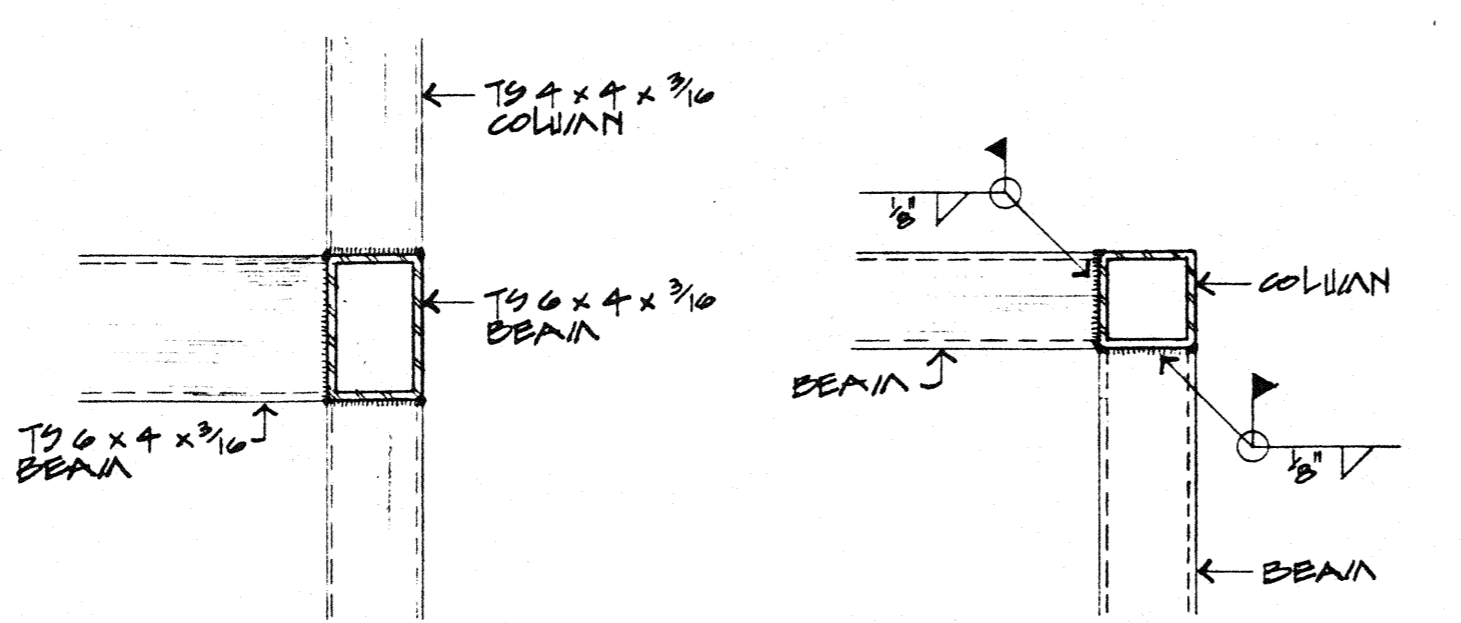 TS 4 x 4 x 3/16
COLUMN
TS 6 x 4 x 3/16
BEAM
TS 6 x 4 x 3/16
BEAM
1/8"
COLUMN
BEAM
1/8"
BEAM